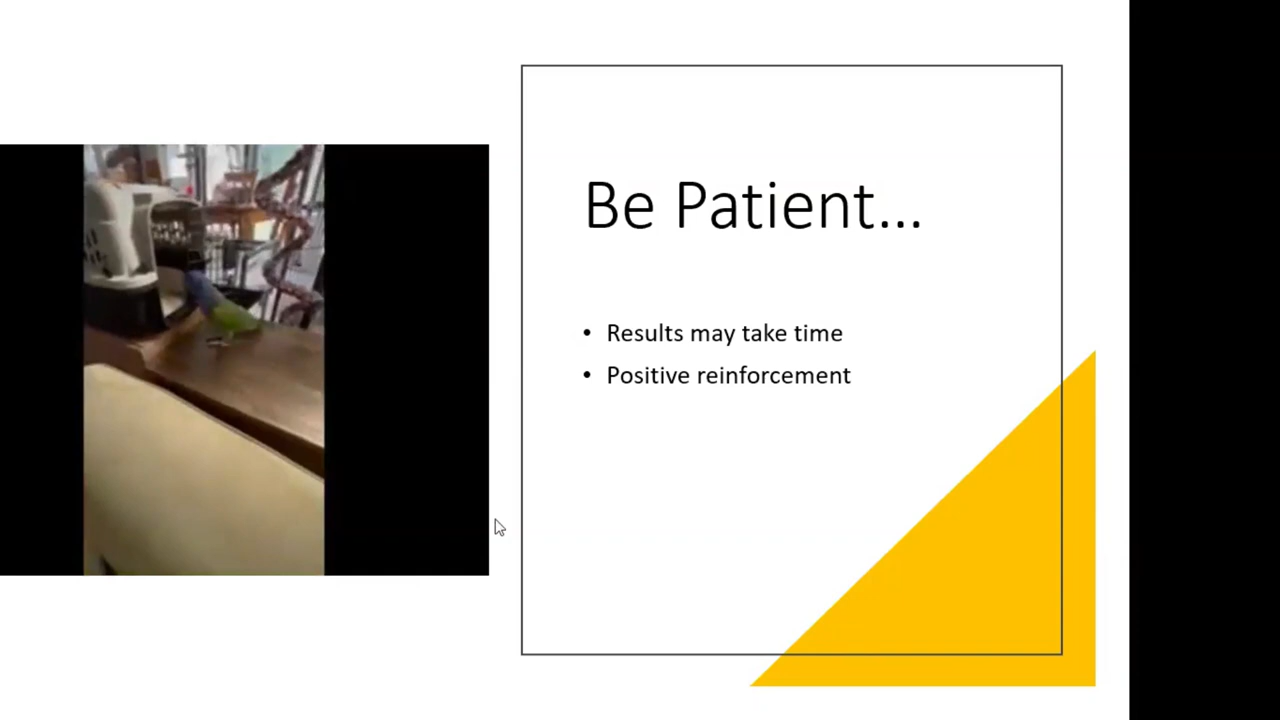 Be Patient...
• Results may take time
• Positive reinforcement